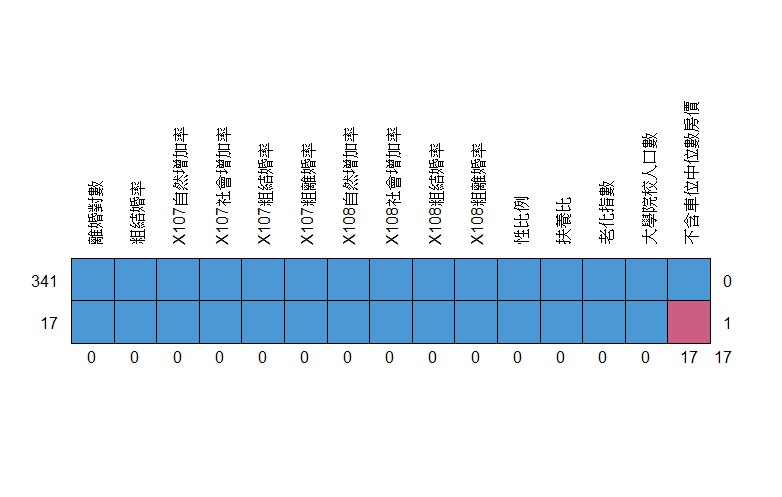 離婚對數
粗結婚率
X107自然增加率
X107社會增加率
X107粗結婚率
X107粗離婚率
X108自然增加率
X108社會增加率
X108粗結婚率
X108粗離婚率
性比例
扶養比
老化指數
大學院校人口數
不含車位中位數房價
341 0
17 1
0 0 0 0 0 0 0 0 0 0 0 0 0 0 17 17